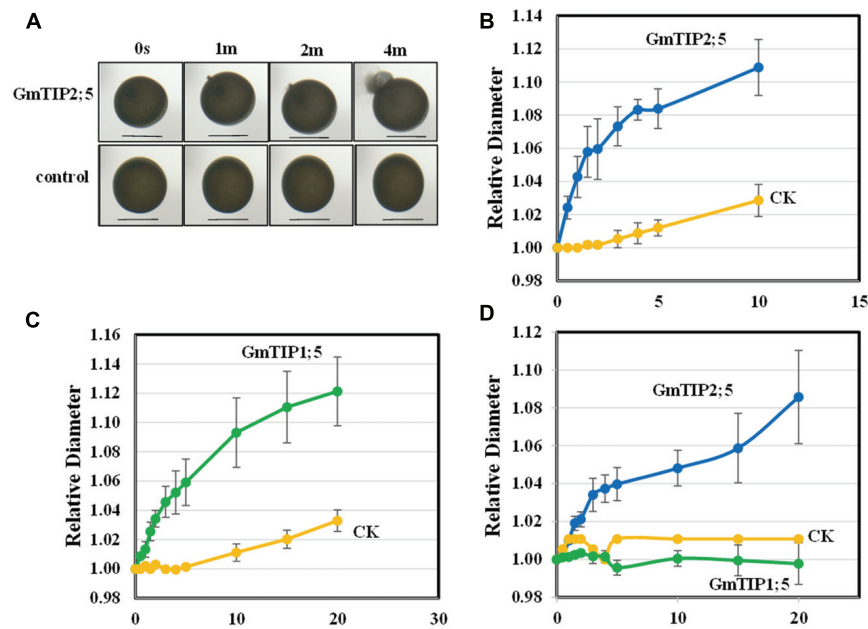 A
0s 1m 2m 4m
GmTIP2;5
control
B
1.14
1.12
1.10
1.08
1.06
1.04
1.02
1.00
0.98
Relative Diameter
GmTIP2;5
CK
0 5 10 15
C
1.16
1.14
1.12
1.10
1.08
1.06
1.04
1.02
1.00
0.98
Relative Diameter
GmTIP1;5
CK
0 10 20 30
D
1.12
1.10
1.08
1.06
1.04
1.02
1.00
0.98
Relative Diameter
GmTIP2;5
CK
GmTIP1;5
0 10 20